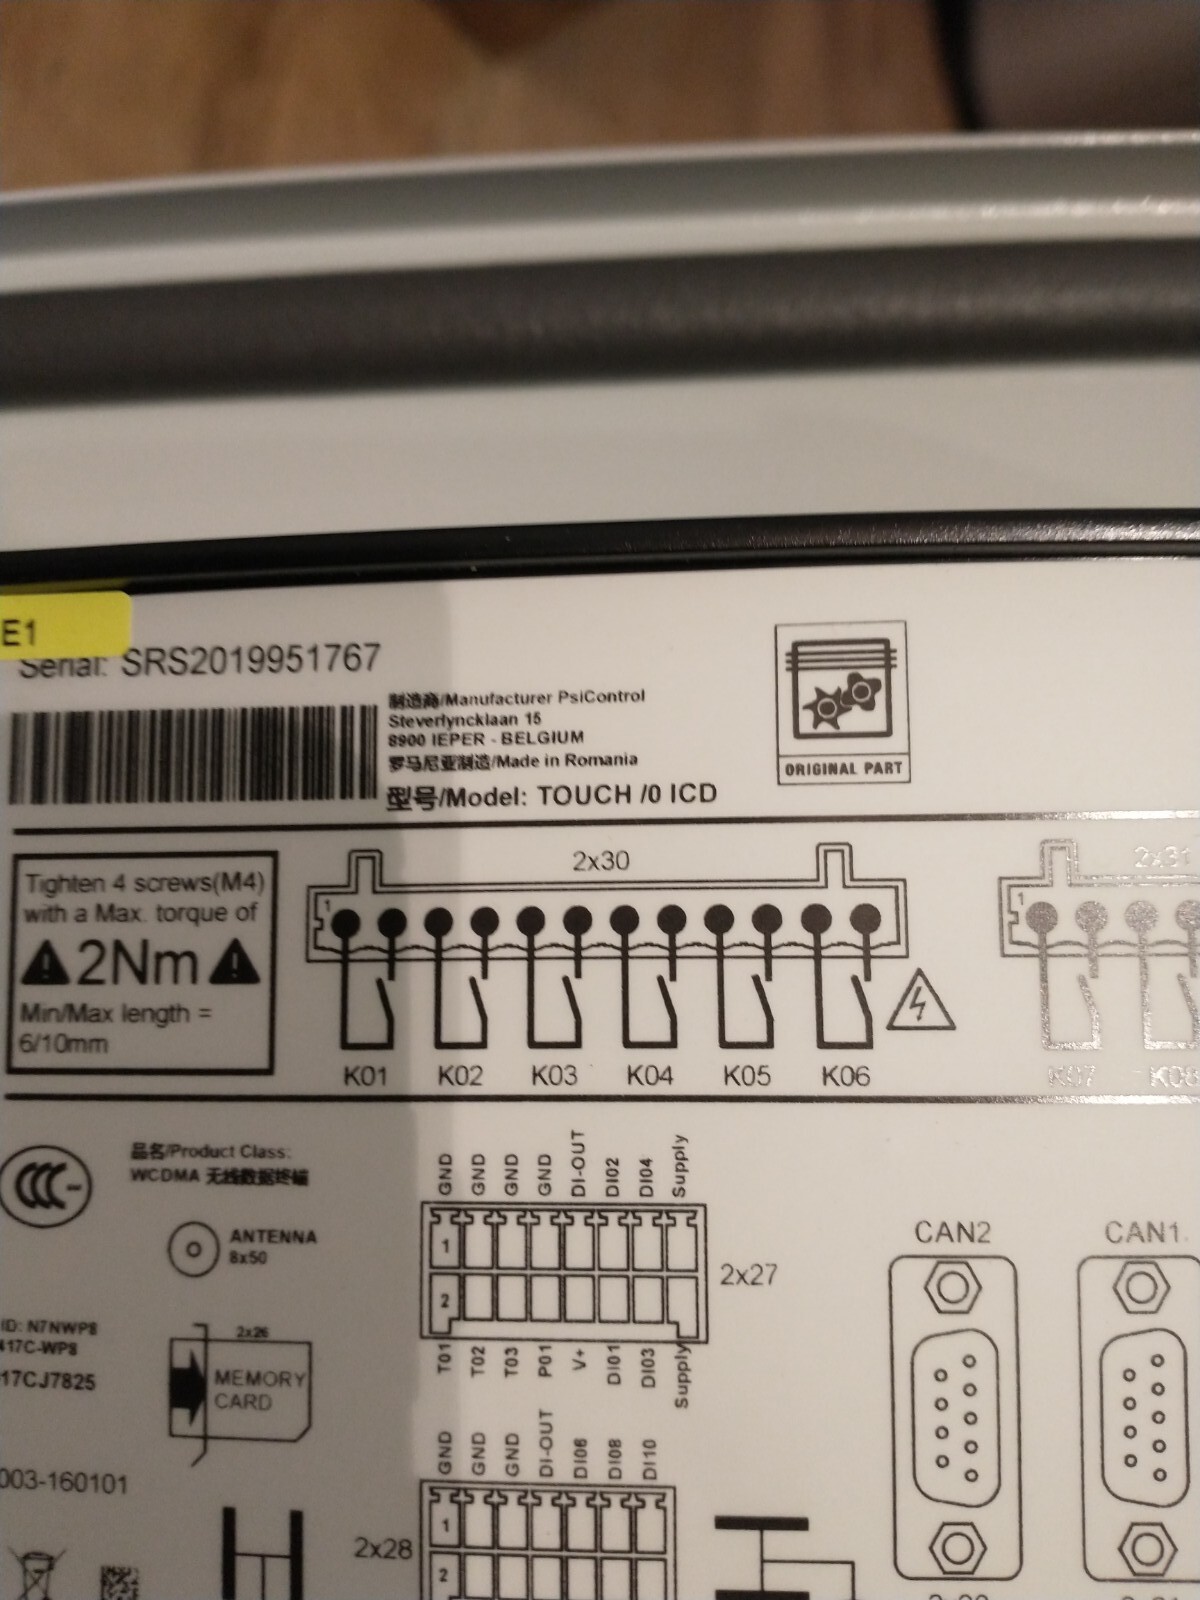 E1
Serial: SRS2019951767
制造商/Manufacturer PsiControl
Steverlyncklaan 15
8900 IEPER - BELGIUM
罗马尼亚制造/Made in Romania
型号/Model: TOUCH /0 ICD
ORIGINAL PART
Tighten 4 screws(M4)
with a Max. torque of
2Nm
Min/Max length =
6/10mm
2x30
1
K01 K02 K03 K04 K05 K06
2x31
1
K07 K08
品名/Product Class:
WCDMA 无线数据终端
ANTENNA
8x50
ID: N7NWP8
417C-WP8
17CJ7825
2x26
MEMORY
CARD
003-160101
GND GND GND GND DI-OUT DI02 DI04 Supply
1
2
2x27
T01 T02 T03 P01 V+ DI01 DI03 Supply
GND GND GND DI-OUT DI06 DI08 DI10
1
2
2x28
CAN2
CAN1